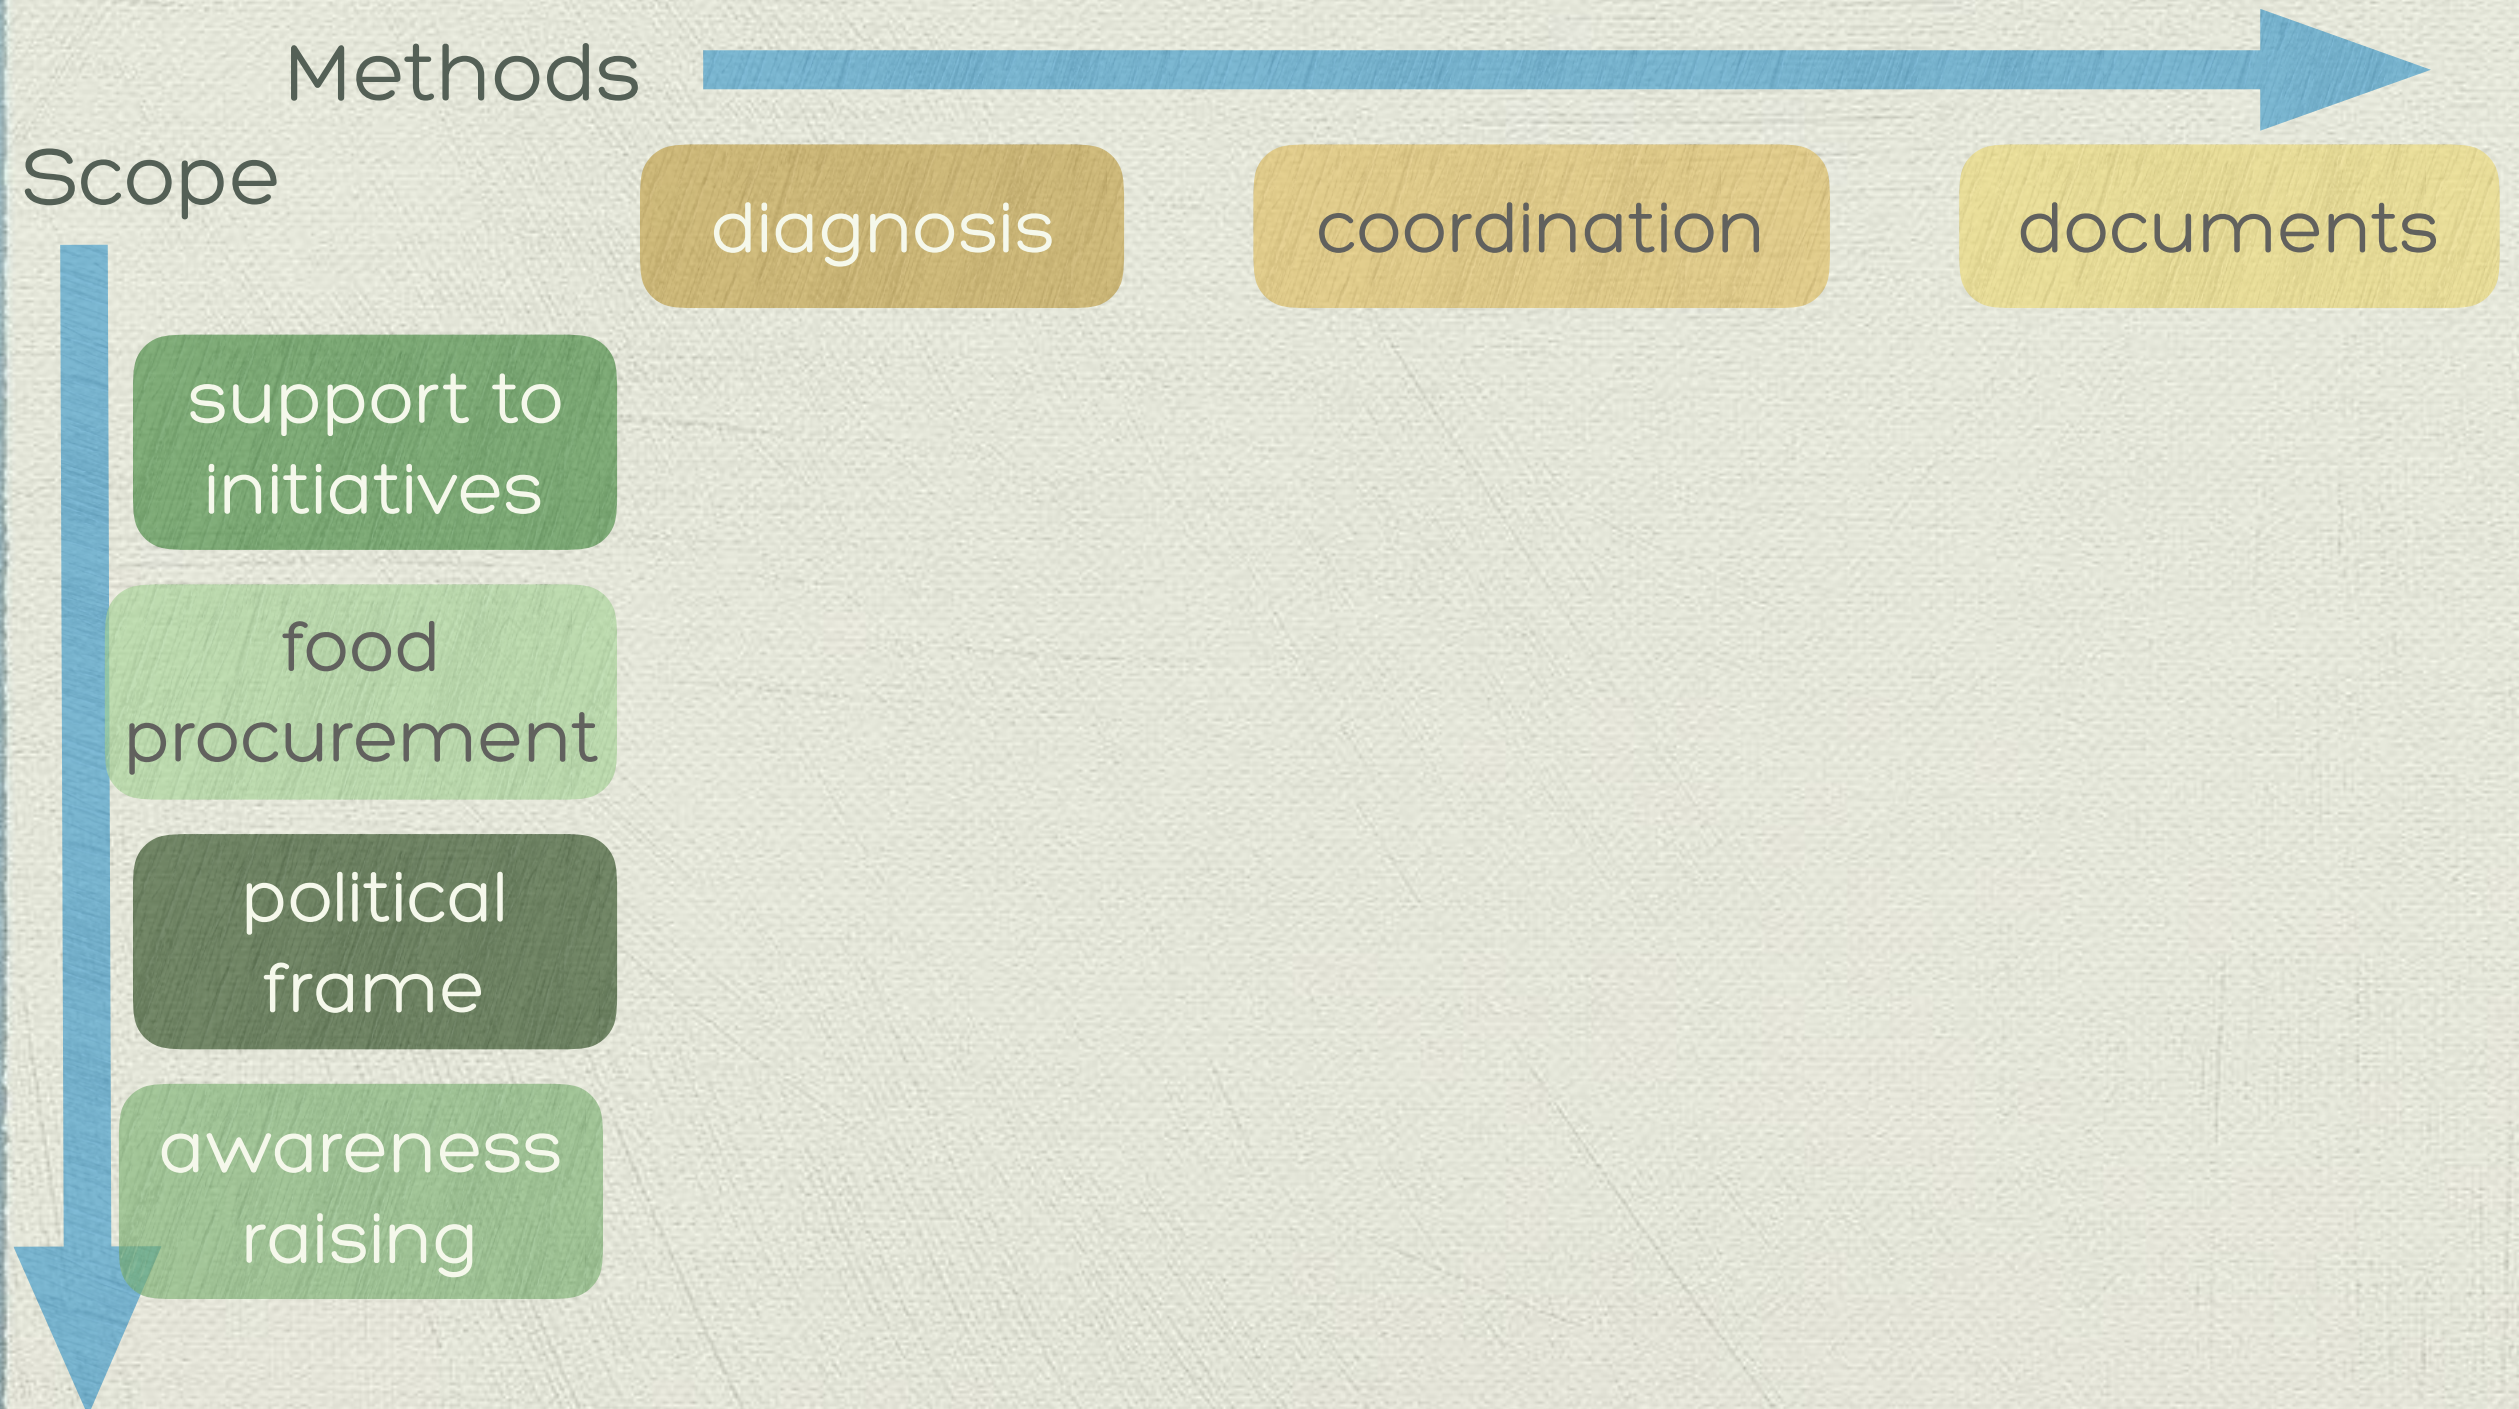 Methods
Scope
diagnosis
coordination
documents
support to
initiatives
food
procurement
political
frame
awareness
raising